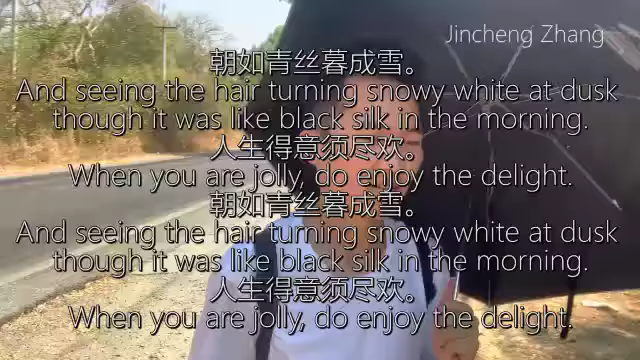 Jincheng Zhang
朝如青丝暮成雪。
And seeing the hair turning snowy white at dusk
though it was like black silk in the morning.
人生得意须尽欢。
When you are jolly, do enjoy the delight.
朝如青丝暮成雪。
And seeing the hair turning snowy white at dusk
though it was like black silk in the morning.
人生得意须尽欢。
When you are jolly, do enjoy the delight.